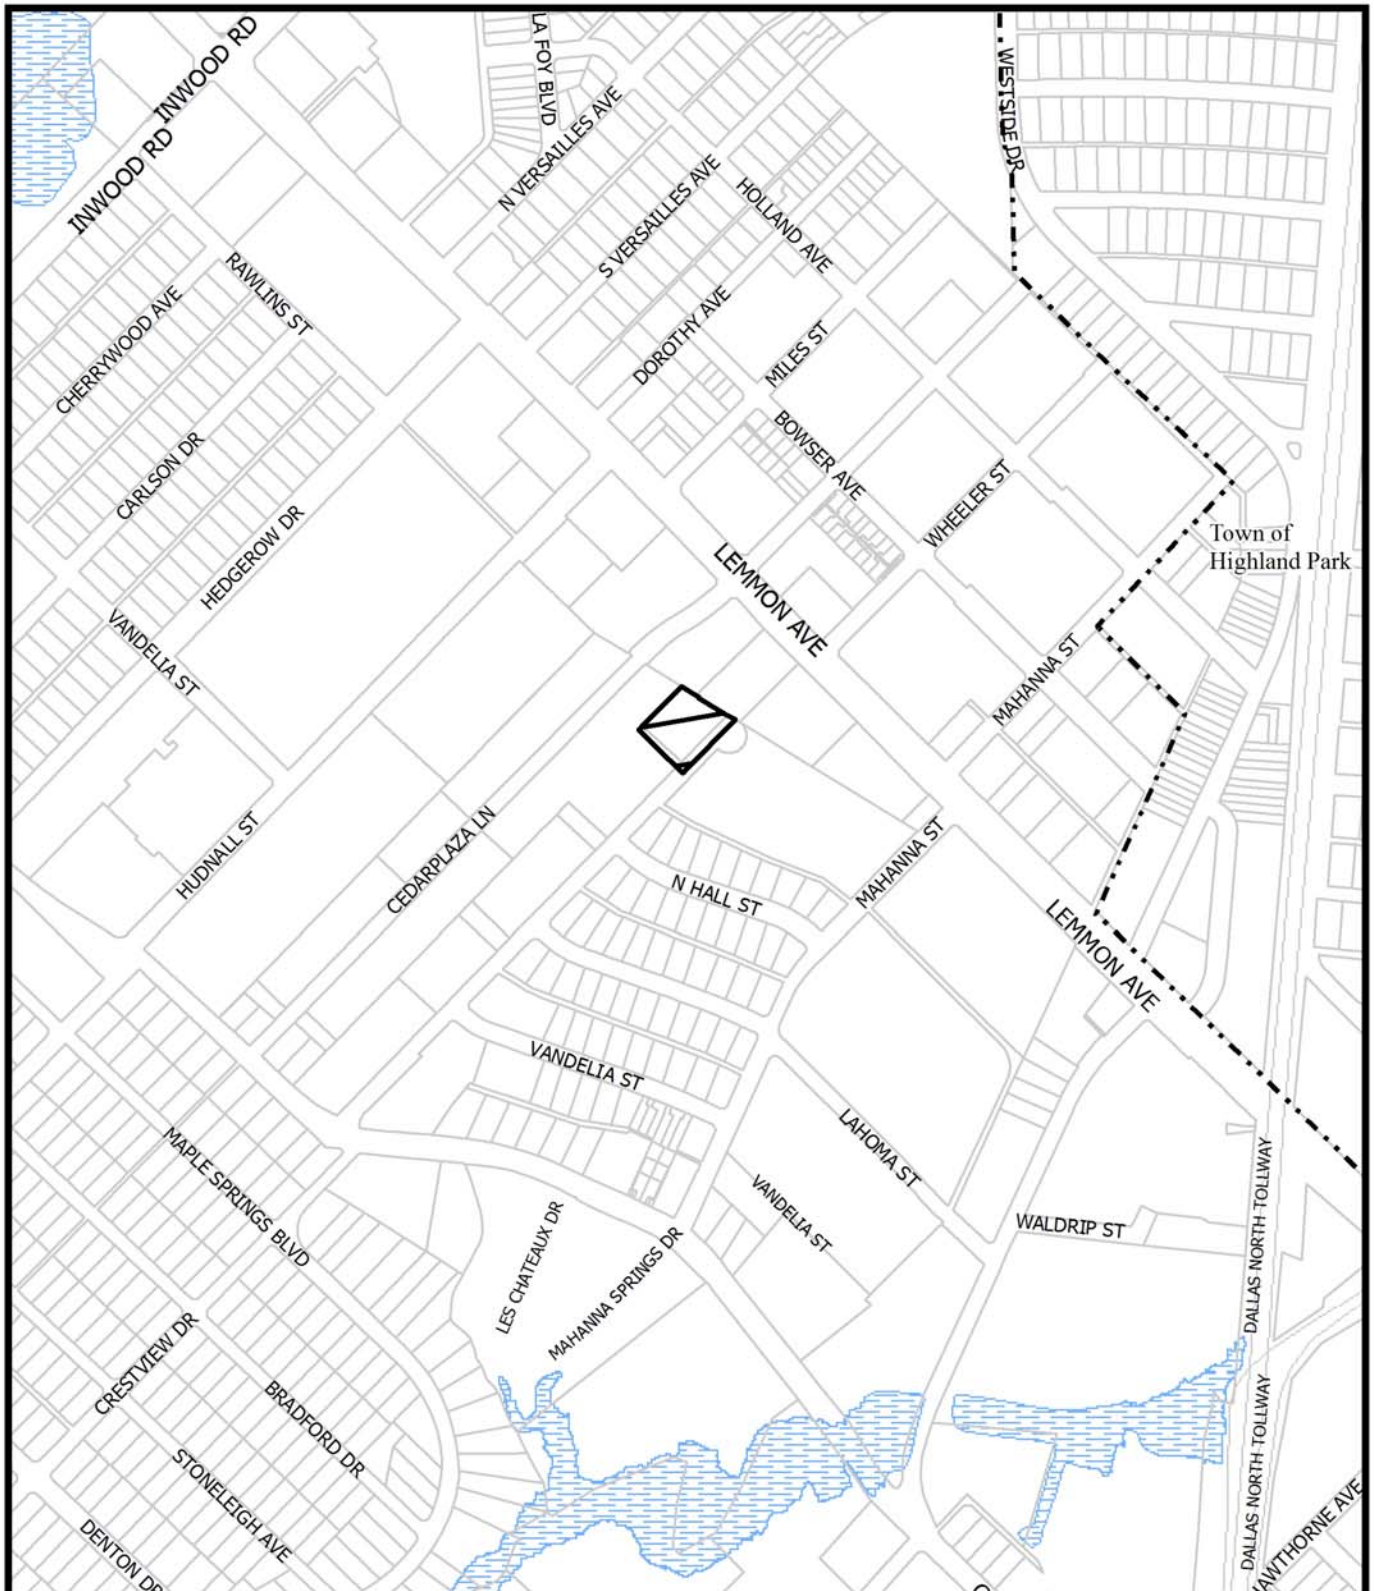 INWOOD RD
LA FOY BLVD
WESTSIDE DR
INWOOD RD
N VERSAILLES AVE
S VERSAILLES AVE
HOLLAND AVE
RAWLINS ST
CHERRYWOOD AVE
DOROTHY AVE
MILES ST
CARLSON DR
BOWSER AVE
WHEELER ST
HEDGEROW DR
Town of
Highland Park
LEMMON AVE
VANDELIA ST
MAHANNA ST
HUDNALL ST
CEDARPLAZA LN
MAHANNA ST
N HALL ST
LEMMON AVE
VANDELIA ST
LAHOMA ST
MAPLE SPRINGS BLVD
VANDELIA ST
WALDRIP ST
DALLAS NORTH TOLLWAY
LES CHATEAUX DR
MAHANNA SPRINGS DR
CRESTVIEW DR
BRADFORD DR
DALLAS NORTH TOLLWAY
STONELEIGH AVE
DENTON DR
AWTHORNE AVE